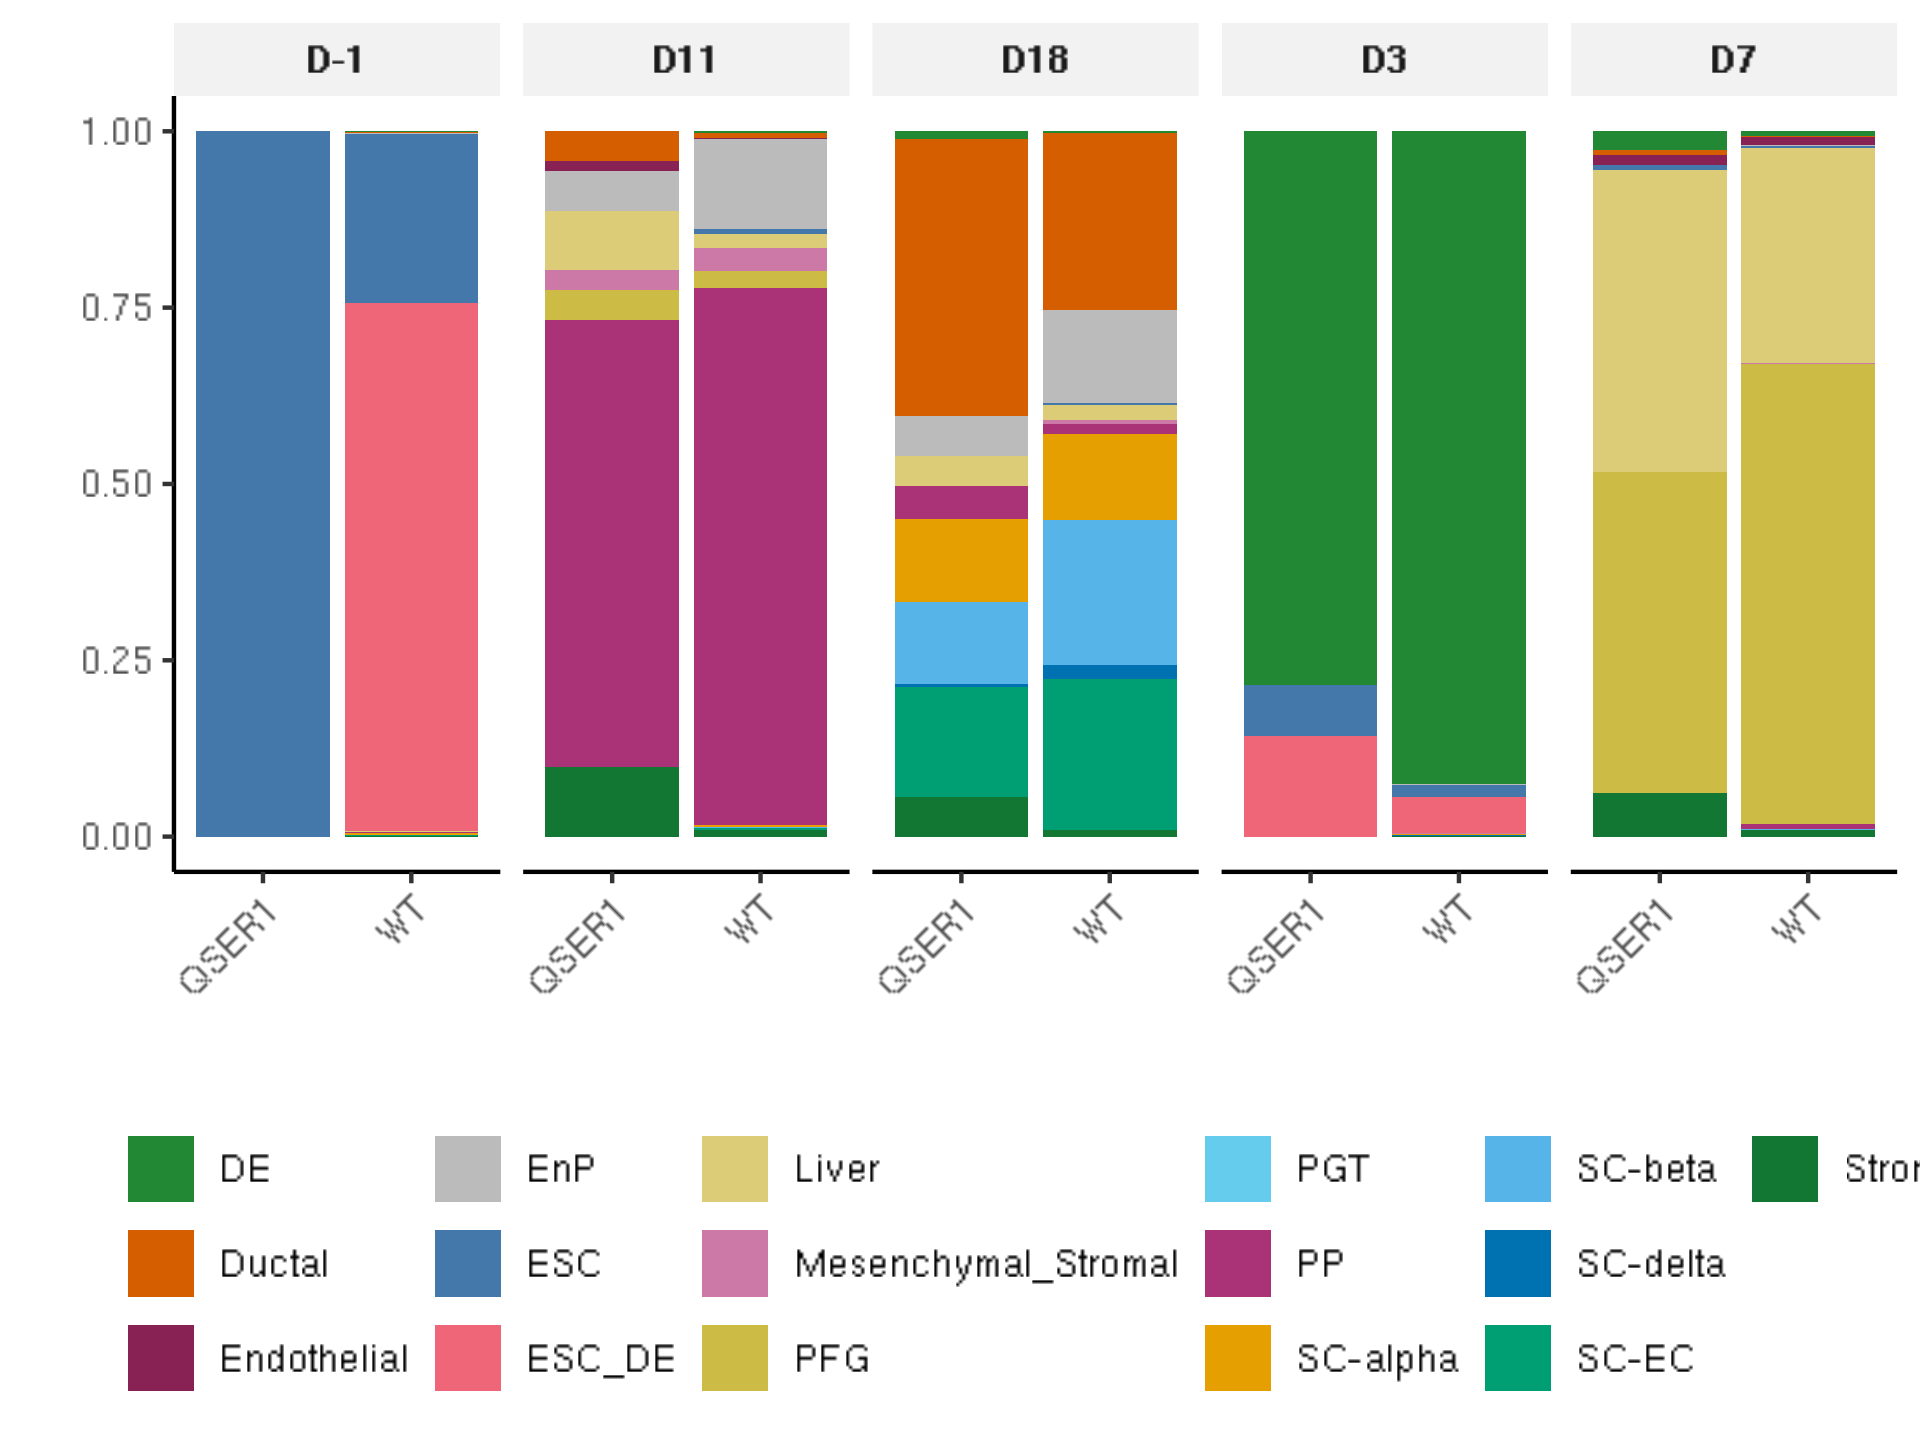 D-1 D11 D18 D3 D7
1.00
0.75
0.50
0.25
0.00
QSER1 WT QSER1 WT QSER1 WT QSER1 WT QSER1 WT
DE EnP Liver PGT SC-beta
Ductal ESC Mesenchymal_Stromal PP SC-delta
Endothelial ESC_DE PFG SC-alpha SC-EC